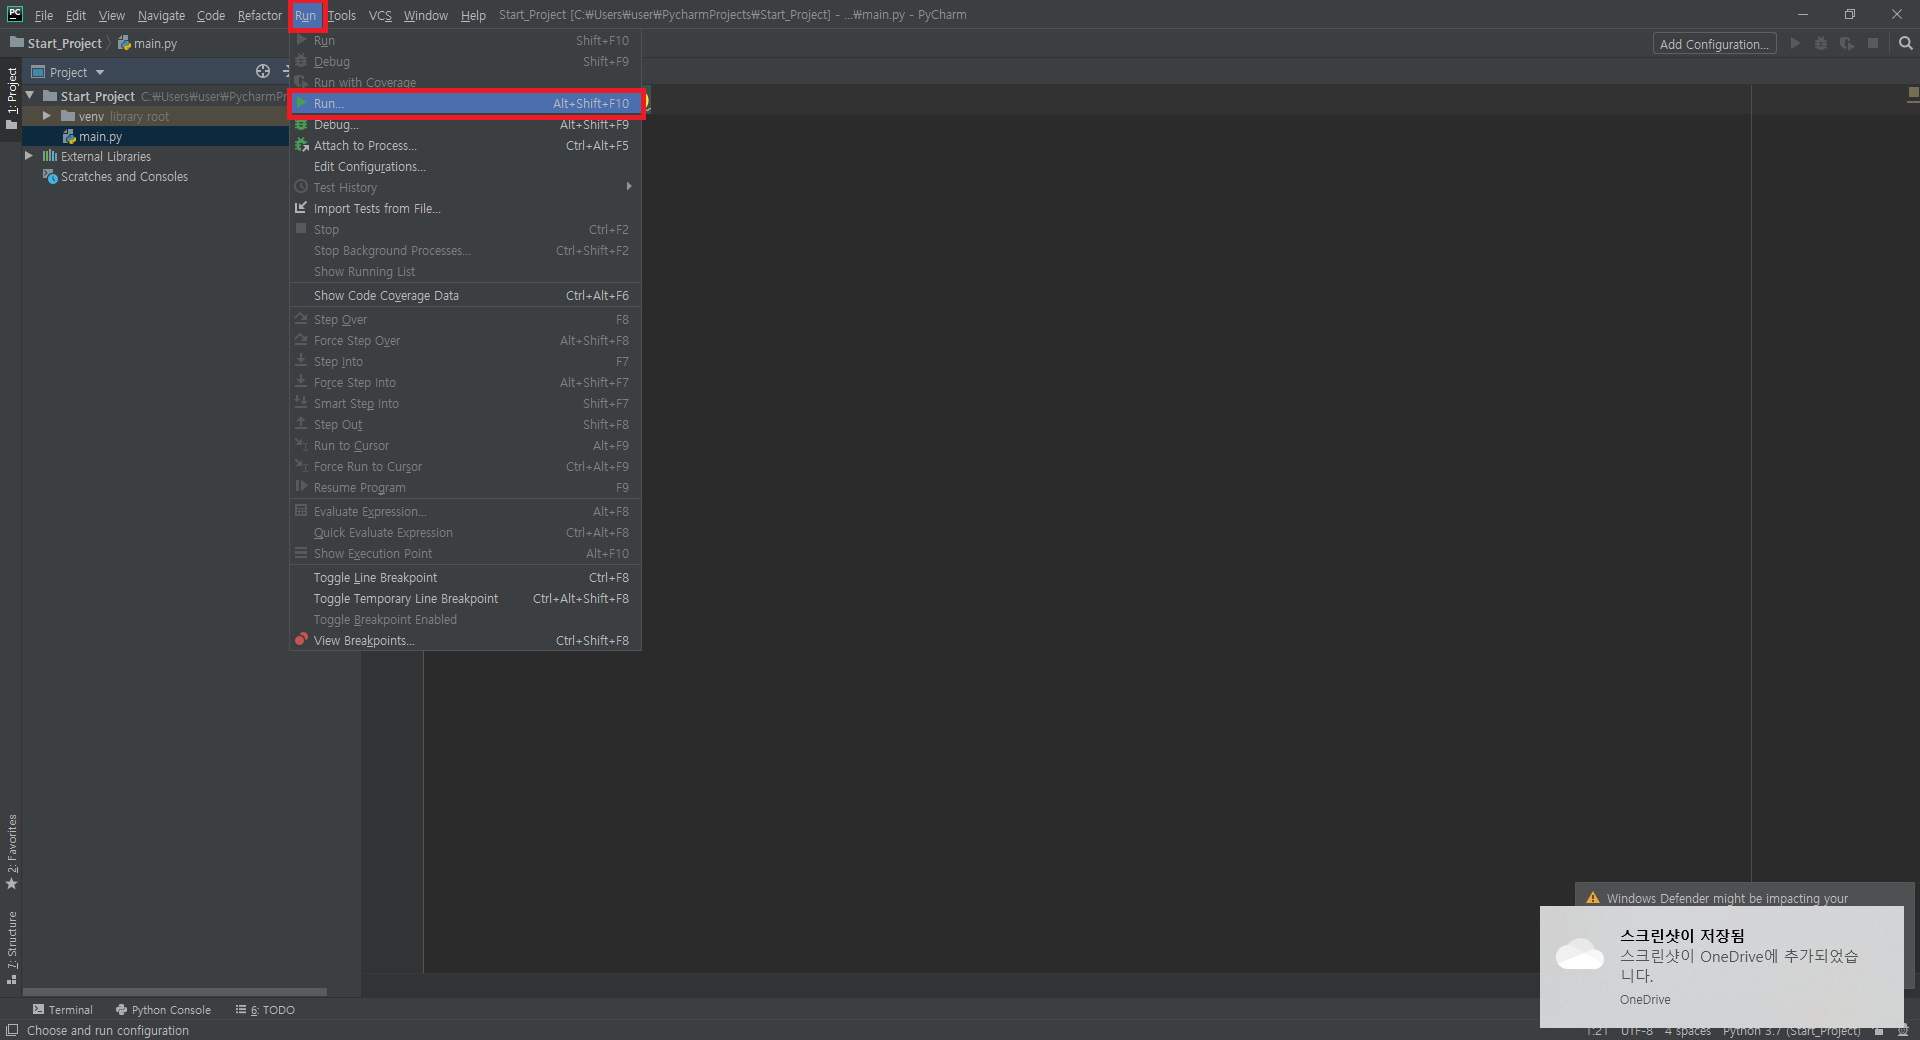 PC File Edit View Navigate Code Refactor Run Tools VCS Window Help Start_Project [C:₩Users₩user₩PycharmProjects₩Start_Project] - ...₩main.py - PyCharm
Start_Project main.py Add Configuration...
Project
1: Project
Start_Project C:₩Users₩user₩PycharmPr
venv library root
main.py
External Libraries
Scratches and Consoles
Run Shift+F10
Debug Shift+F9
Run with Coverage
Run... Alt+Shift+F10
Debug... Alt+Shift+F9
Attach to Process... Ctrl+Alt+F5
Edit Configurations...
Test History
Import Tests from File...
Stop Ctrl+F2
Stop Background Processes... Ctrl+Shift+F2
Show Running List
Show Code Coverage Data Ctrl+Alt+F6
Step Over F8
Force Step Over Alt+Shift+F8
Step Into F7
Force Step Into Alt+Shift+F7
Smart Step Into Shift+F7
Step Out Shift+F8
Run to Cursor Alt+F9
Force Run to Cursor Ctrl+Alt+F9
Resume Program F9
Evaluate Expression... Alt+F8
Quick Evaluate Expression Ctrl+Alt+F8
Show Execution Point Alt+F10
Toggle Line Breakpoint Ctrl+F8
Toggle Temporary Line Breakpoint Ctrl+Alt+Shift+F8
Toggle Breakpoint Enabled
View Breakpoints... Ctrl+Shift+F8
2: Favorites
7: Structure
Windows Defender might be impacting your
스크린샷이 저장됨
스크린샷이 OneDrive에 추가되었습
니다.
OneDrive
Terminal Python Console 6: TODO
Choose and run configuration 1:21 UTF-8 4 spaces Python 3.7 (Start_Project)